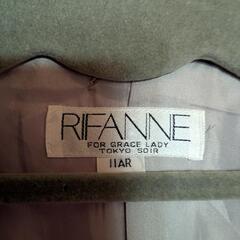 RIFANNE
FOR GRACE LADY
TOKYO SOIR
11AR